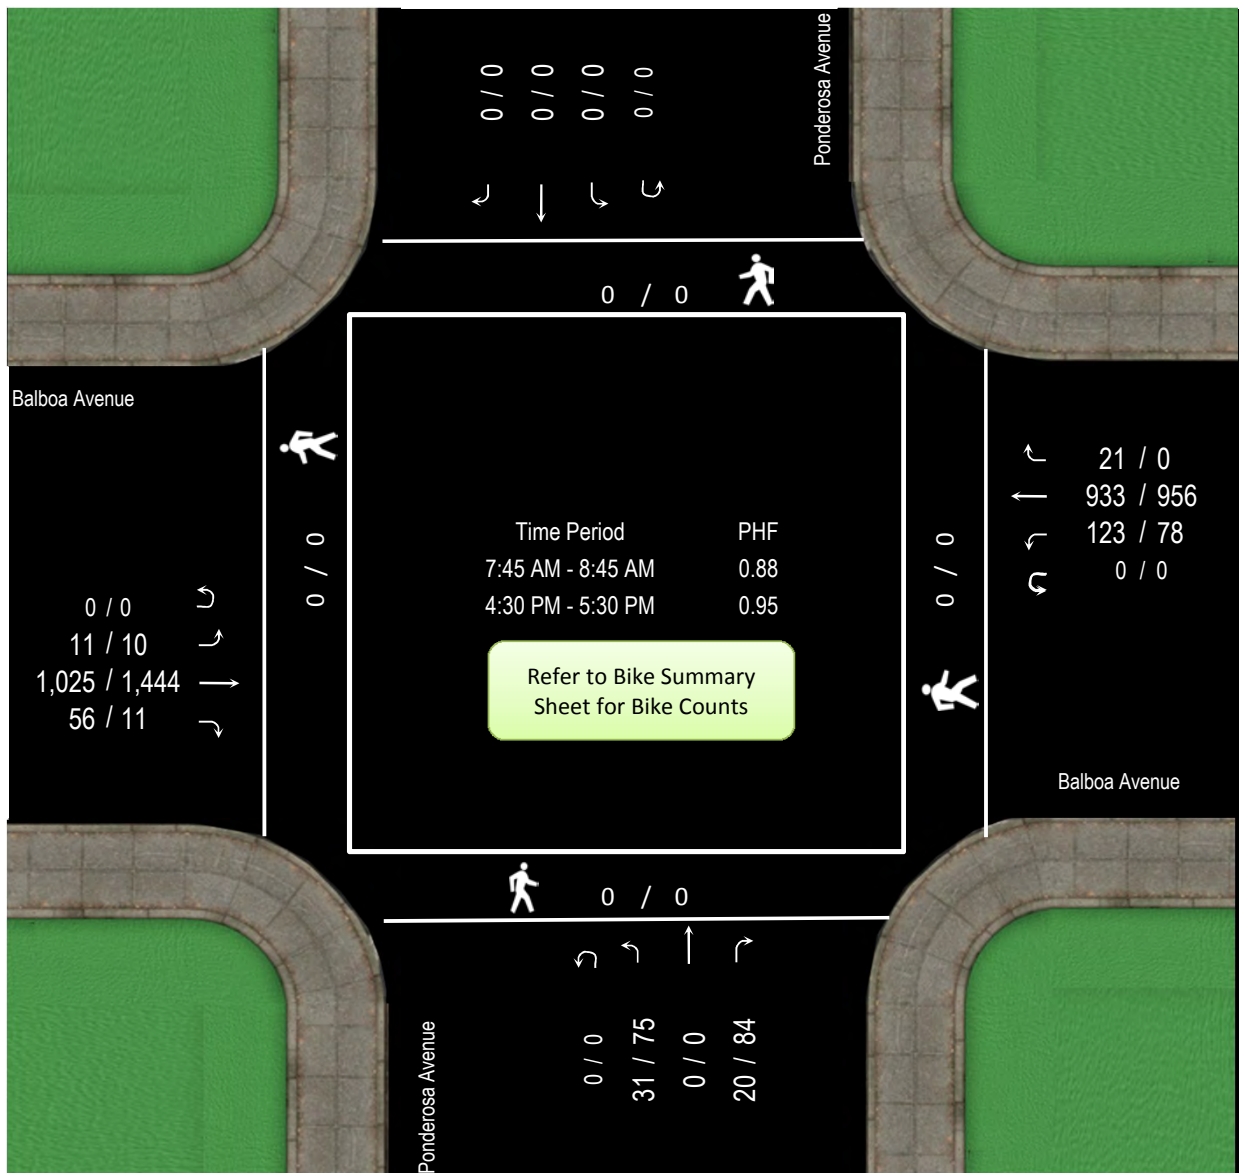 0 / 0
0 / 0
0 / 0
0 / 0
Ponderosa Avenue
0 / 0
Balboa Avenue
21 / 0
933 / 956
123 / 78
0 / 0
0 / 0
0 / 0
Time Period PHF
7:45 AM - 8:45 AM 0.88
4:30 PM - 5:30 PM 0.95
0 / 0
11 / 10
1,025 / 1,444
56 / 11
Refer to Bike Summary
Sheet for Bike Counts
Balboa Avenue
0 / 0
Ponderosa Avenue
0 / 0
31 / 75
0 / 0
20 / 84